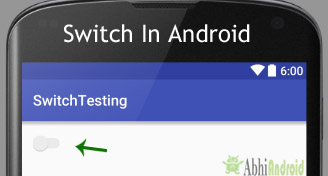 Switch In Android
6:00
SwitchTesting
AbhiAndroid